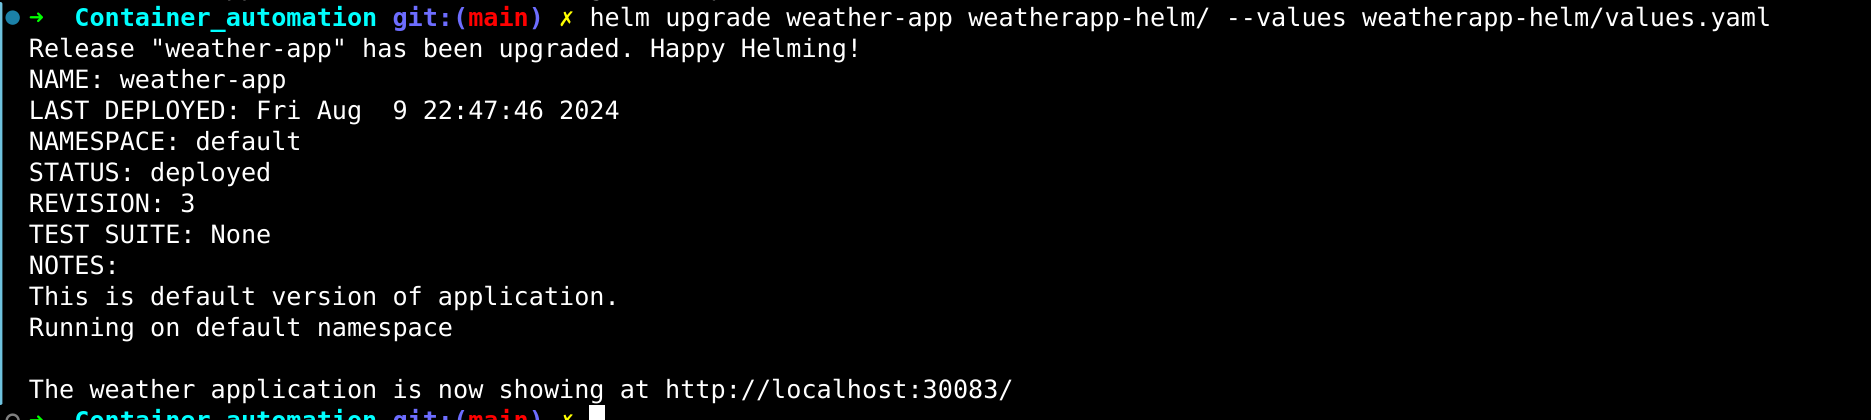 ➜  Container_automation git:(main) ✗ helm upgrade weather-app weatherapp-helm/ --values weatherapp-helm/values.yaml
Release "weather-app" has been upgraded. Happy Helming!
NAME: weather-app
LAST DEPLOYED: Fri Aug  9 22:47:46 2024
NAMESPACE: default
STATUS: deployed
REVISION: 3
TEST SUITE: None
NOTES:
This is default version of application.
Running on default namespace

The weather application is now showing at http://localhost:30083/
➜  Container_automation git:(main) ✗